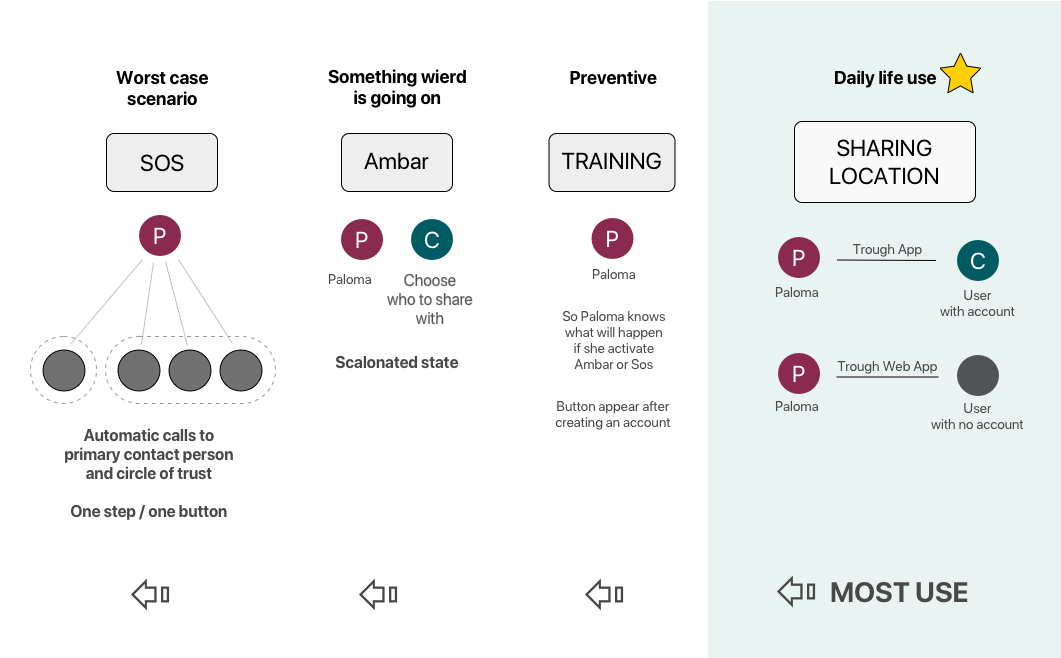 Worst case
scenario
SOS
P
Automatic calls to
primary contact person
and circle of trust
One step / one button
Something wierd
is going on
Ambar
P
C
Paloma
Choose
who to share
with
Scalonated state
Preventive
TRAINING
P
Paloma
So Paloma knows
what will happen
if she activate
Ambar or Sos
Button appear after
creating an account
Daily life use
SHARING
LOCATION
P
Trough App
C
Paloma
User
with account
P
Trough Web App
Paloma
User
with no account
MOST USE